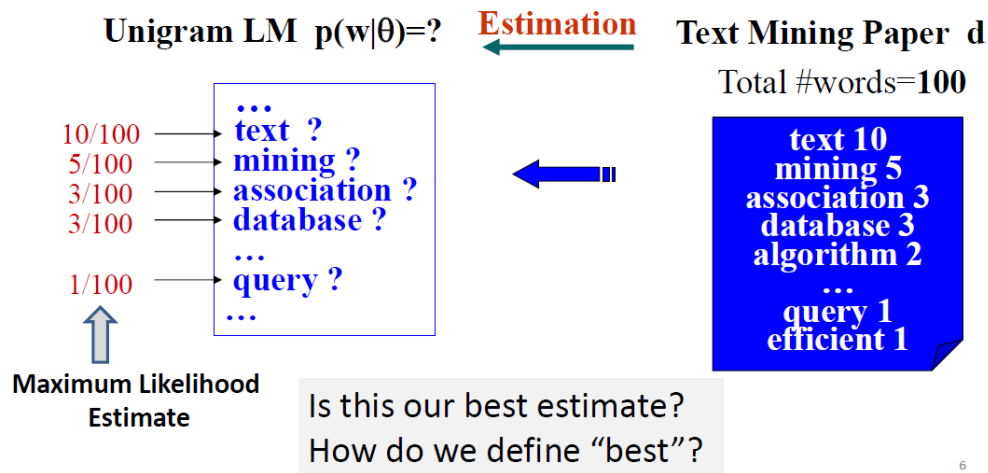 Unigram LM p(w|θ)=?
Estimation
Text Mining Paper d
Total #words=100
…
10/100
text ?
5/100
mining ?
3/100
association ?
3/100
database ?
…
1/100
query ?
…
text 10
mining 5
association 3
database 3
algorithm 2
…
query 1
efficient 1
Maximum Likelihood
Estimate
Is this our best estimate?
How do we define “best”?
6